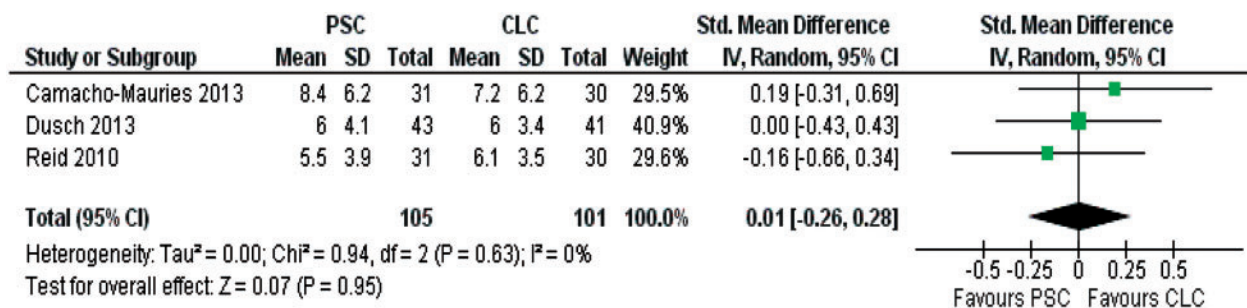 PSC CLC Std. Mean Difference Std. Mean Difference
Study or Subgroup Mean SD Total Mean SD Total Weight IV, Random, 95% CI IV, Random, 95% CI
Camacho-Mauries 2013 8.4 6.2 31 7.2 6.2 30 29.5% 0.19 [-0.31, 0.69]
Dusch 2013 6 4.1 43 6 3.4 41 40.9% 0.00 [-0.43, 0.43]
Reid 2010 5.5 3.9 31 6.1 3.5 30 29.6% -0.16 [-0.66, 0.34]
Total (95% CI) 105 101 100.0% 0.01 [-0.26, 0.28]
Heterogeneity: Tau² = 0.00; Chi² = 0.94, df = 2 (P = 0.63); I² = 0%
Test for overall effect: Z = 0.07 (P = 0.95)
-0.5 -0.25 0 0.25 0.5
Favours PSC Favours CLC